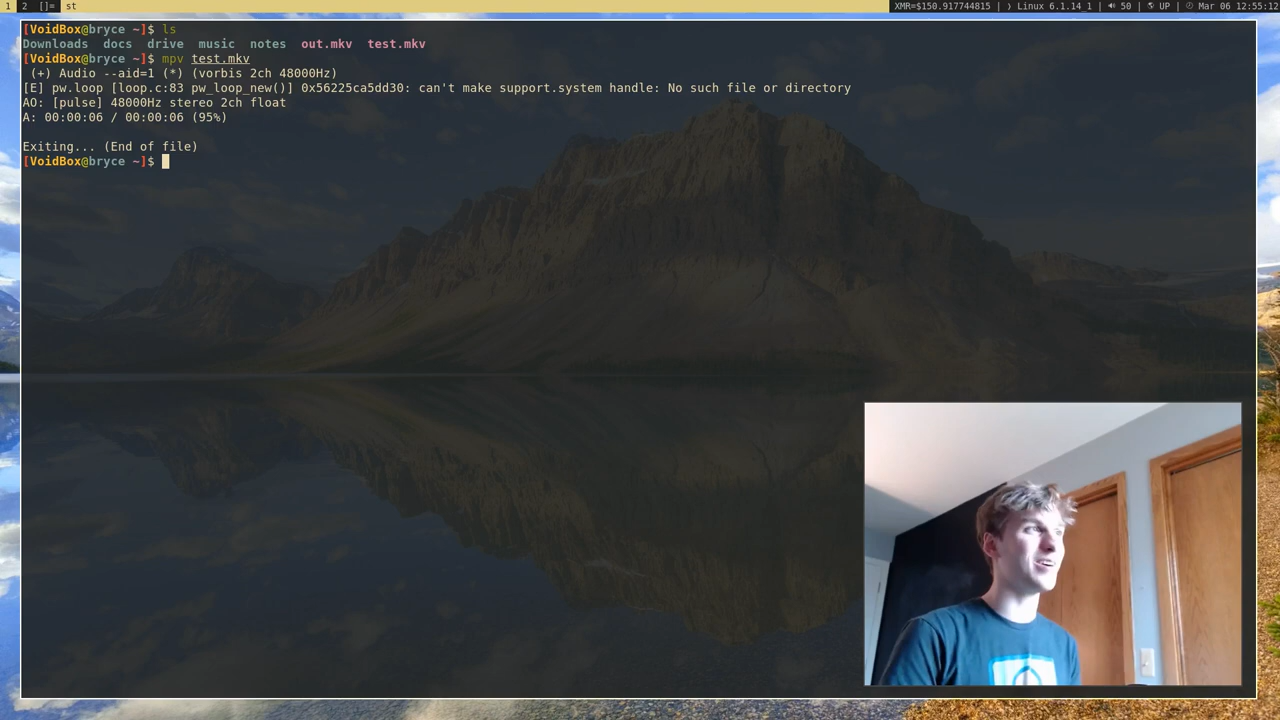 1 2 []= st XMR=$150.917744815 | ⟩ Linux 6.1.14_1 | 🔊 50 | UP | Mar 06 12:55:12
[VoidBox@bryce ~]$ ls
Downloads docs drive music notes out.mkv test.mkv
[VoidBox@bryce ~]$ mpv test.mkv
(+) Audio --aid=1 (*) (vorbis 2ch 48000Hz)
[E] pw.loop [loop.c:83 pw_loop_new()] 0x56225ca5dd30: can't make support.system handle: No such file or directory
AO: [pulse] 48000Hz stereo 2ch float
A: 00:00:06 / 00:00:06 (95%)
Exiting... (End of file)
[VoidBox@bryce ~]$